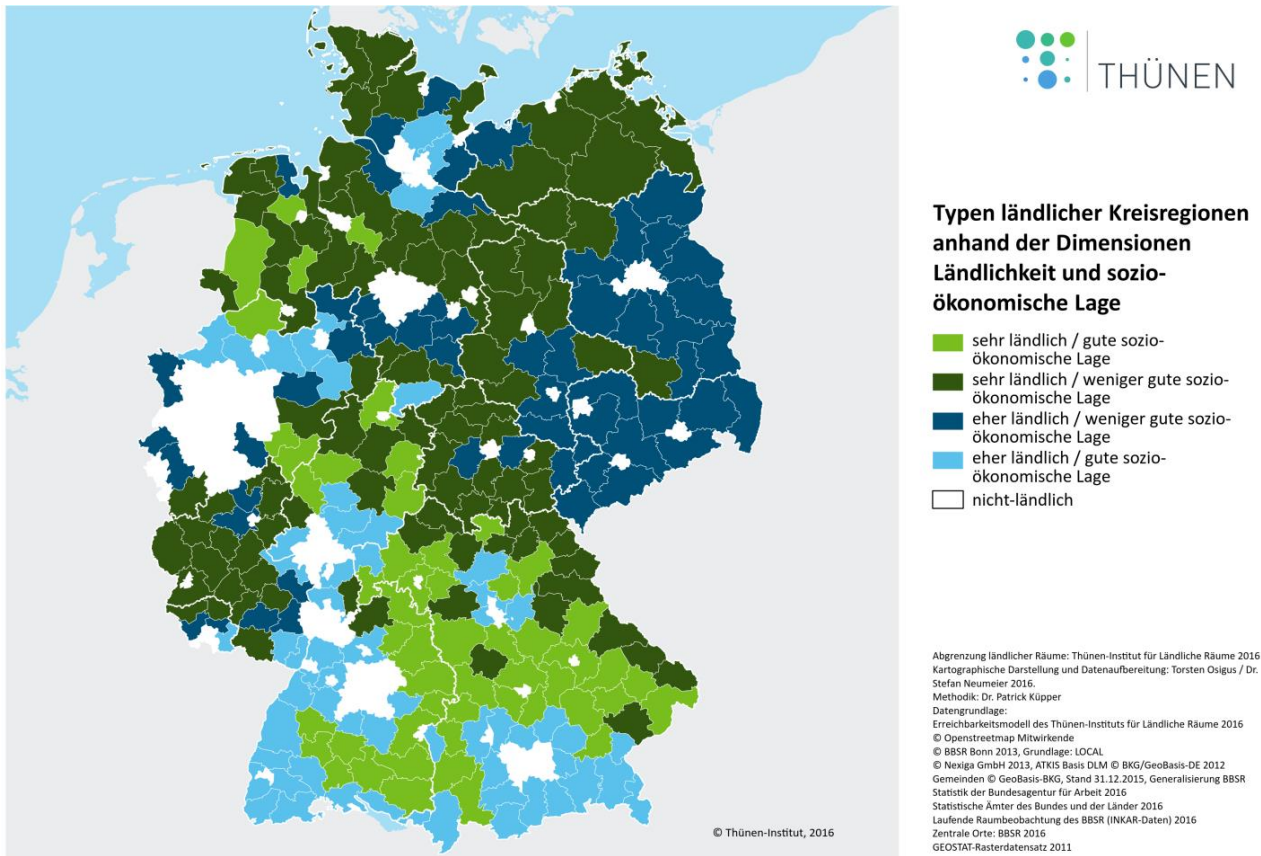 THÜNEN
Typen ländlicher Kreisregionen
anhand der Dimensionen
Ländlichkeit und sozio-
ökonomische Lage
sehr ländlich / gute sozio-
ökonomische Lage
sehr ländlich / weniger gute sozio-
ökonomische Lage
eher ländlich / weniger gute sozio-
ökonomische Lage
eher ländlich / gute sozio-
ökonomische Lage
nicht-ländlich
Abgrenzung ländlicher Räume: Thünen-Institut für Ländliche Räume 2016
Kartographische Darstellung und Datenaufbereitung: Torsten Osigus / Dr.
Stefan Neumeier 2016.
Methodik: Dr. Patrick Küpper
Datengrundlage:
Erreichbarkeitsmodell des Thünen-Instituts für Ländliche Räume 2016
© Openstreetmap Mitwirkende
© BBSR Bonn 2013, Grundlage: LOCAL
© Nexiga GmbH 2013, ATKIS Basis DLM © BKG/GeoBasis-DE 2012
Gemeinden © GeoBasis-BKG, Stand 31.12.2015, Generalisierung BBSR
Statistik der Bundesagentur für Arbeit 2016
Statistische Ämter des Bundes und der Länder 2016
Laufende Raumbeobachtung des BBSR (INKAR-Daten) 2016
Zentrale Orte: BBSR 2016
GEOSTAT-Rasterdatensatz 2011
© Thünen-Institut, 2016